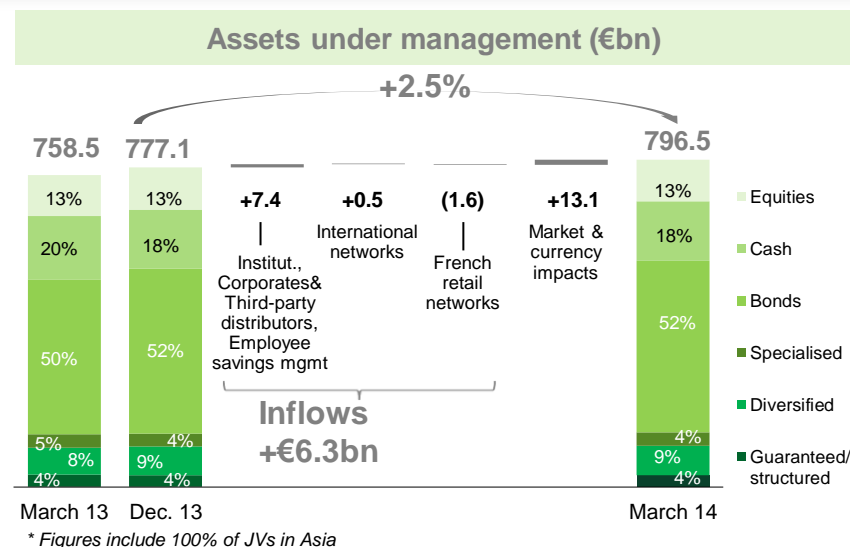 Assets under management (€bn)
+2.5%
758.5
777.1
796.5
13%
20%
50%
5%
8%
4%
13%
18%
52%
4%
9%
4%
+7.4
Institut.,
Corporates&
Third-party
distributors,
Employee
savings mgmt
+0.5
International
networks
(1.6)
French
retail
networks
+13.1
Market &
currency
impacts
Inflows
+€6.3bn
13%
18%
52%
4%
9%
4%
Equities
Cash
Bonds
Specialised
Diversified
Guaranteed/
structured
March 13
Dec. 13
March 14
* Figures include 100% of JVs in Asia